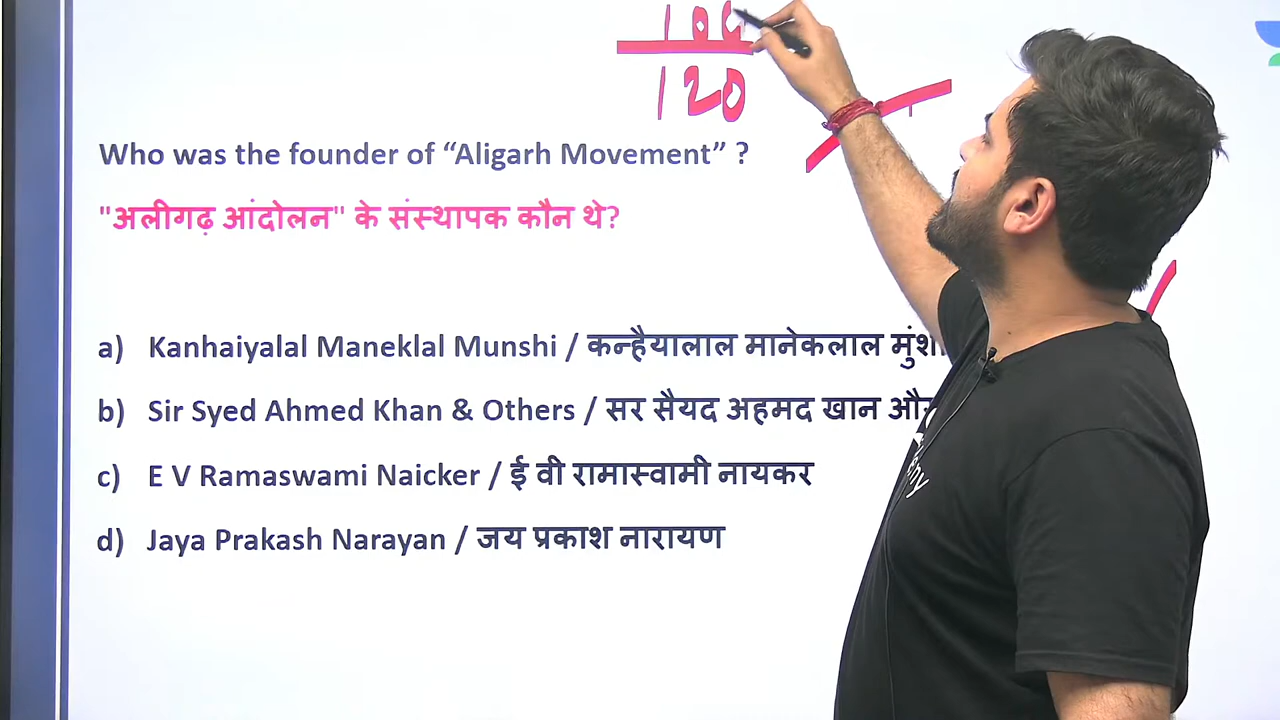 120
Who was the founder of “Aligarh Movement” ?
"अलीगढ़ आंदोलन" के संस्थापक कौन थे?
a) Kanhaiyalal Maneklal Munshi / कन्हैयालाल मानेकलाल
b) Sir Syed Ahmed Khan & Others / सर सैयद अहमद खान
c) E V Ramaswami Naicker / ई वी रामास्वामी नायकर
d) Jaya Prakash Narayan / जय प्रकाश नारायण